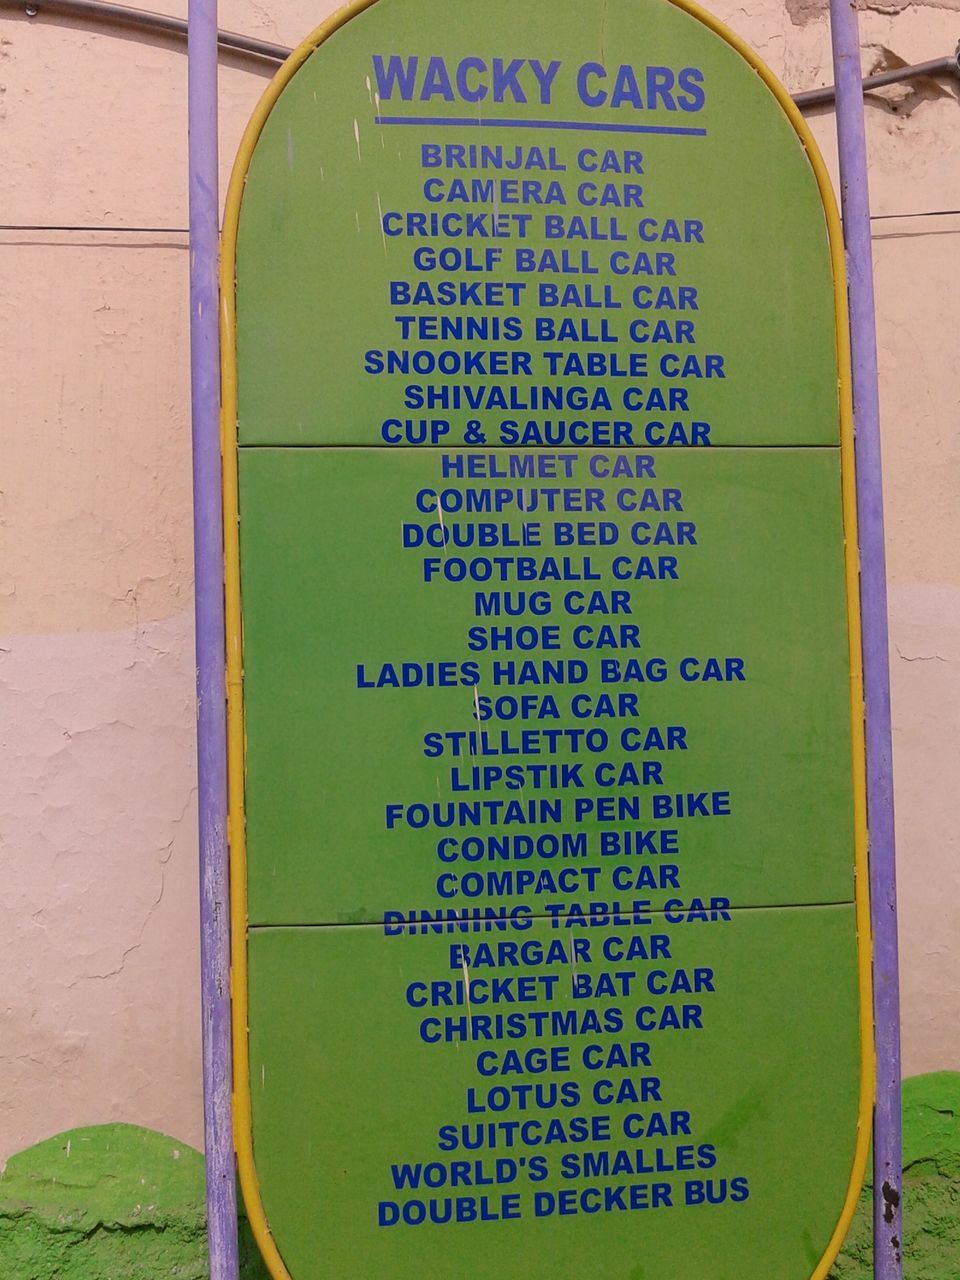 WACKY CARS
BRINJAL CAR
CAMERA CAR
CRICKET BALL CAR
GOLF BALL CAR
BASKET BALL CAR
TENNIS BALL CAR
SNOOKER TABLE CAR
SHIVALINGA CAR
CUP & SAUCER CAR
HELMET CAR
COMPUTER CAR
DOUBLE BED CAR
FOOTBALL CAR
MUG CAR
SHOE CAR
LADIES HAND BAG CAR
SOFA CAR
STILLETTO CAR
LIPSTIK CAR
FOUNTAIN PEN BIKE
CONDOM BIKE
COMPACT CAR
DINNING TABLE CAR
BARGAR CAR
CRICKET BAT CAR
CHRISTMAS CAR
CAGE CAR
LOTUS CAR
SUITCASE CAR
WORLD'S SMALLES
DOUBLE DECKER BUS